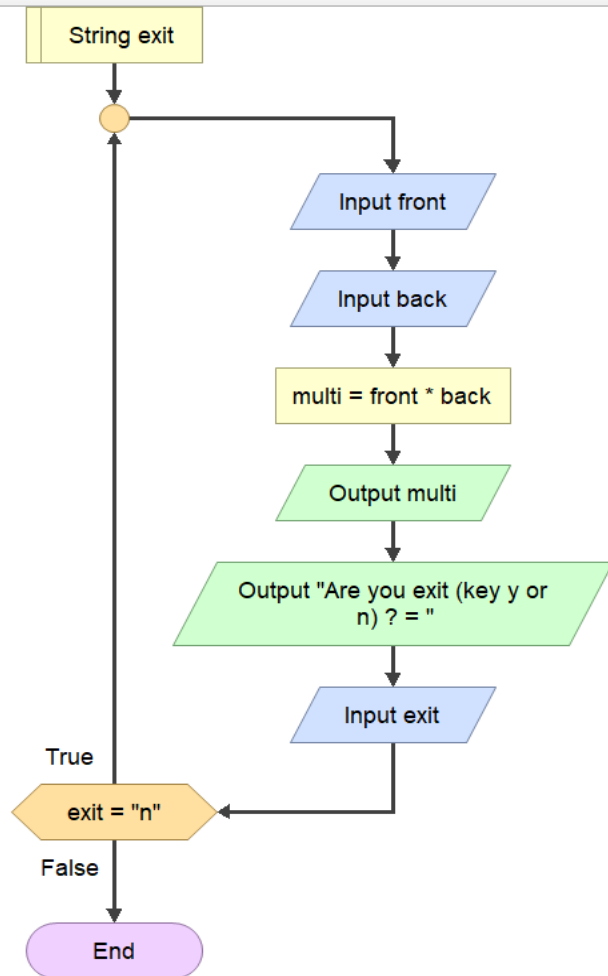 String exit
Input front
Input back
multi = front * back
Output multi
Output "Are you exit (key y or
n) ? = "
Input exit
True
exit = "n"
False
End